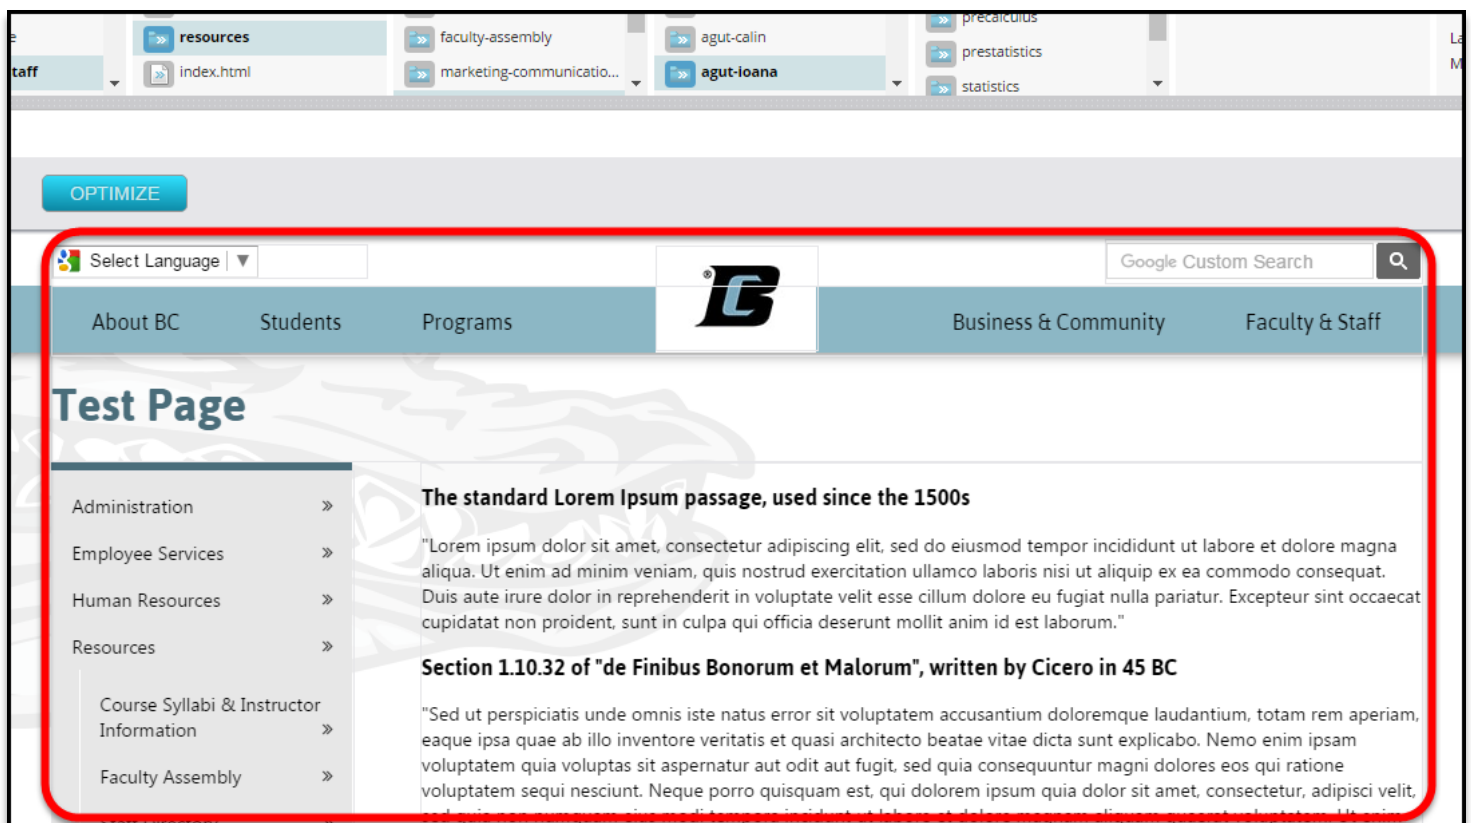 resources
faculty-assembly
agut-calin
precalculus
La
taff
index.html
marketing-communicatio...
agut-ioana
prestatistics
M
statistics
OPTIMIZE
Select Language ▼
Google Custom Search
® BC
About BC
Students
Programs
Business & Community
Faculty & Staff
Test Page
Administration »
Employee Services »
Human Resources »
Resources »
Course Syllabi & Instructor
Information »
Faculty Assembly »
The standard Lorem Ipsum passage, used since the 1500s
"Lorem ipsum dolor sit amet, consectetur adipiscing elit, sed do eiusmod tempor incididunt ut labore et dolore magna
aliqua. Ut enim ad minim veniam, quis nostrud exercitation ullamco laboris nisi ut aliquip ex ea commodo consequat.
Duis aute irure dolor in reprehenderit in voluptate velit esse cillum dolore eu fugiat nulla pariatur. Excepteur sint occaecat
cupidatat non proident, sunt in culpa qui officia deserunt mollit anim id est laborum."
Section 1.10.32 of "de Finibus Bonorum et Malorum", written by Cicero in 45 BC
"Sed ut perspiciatis unde omnis iste natus error sit voluptatem accusantium doloremque laudantium, totam rem aperiam,
eaque ipsa quae ab illo inventore veritatis et quasi architecto beatae vitae dicta sunt explicabo. Nemo enim ipsam
voluptatem quia voluptas sit aspernatur aut odit aut fugit, sed quia consequuntur magni dolores eos qui ratione
voluptatem sequi nesciunt. Neque porro quisquam est, qui dolorem ipsum quia dolor sit amet, consectetur, adipisci velit,